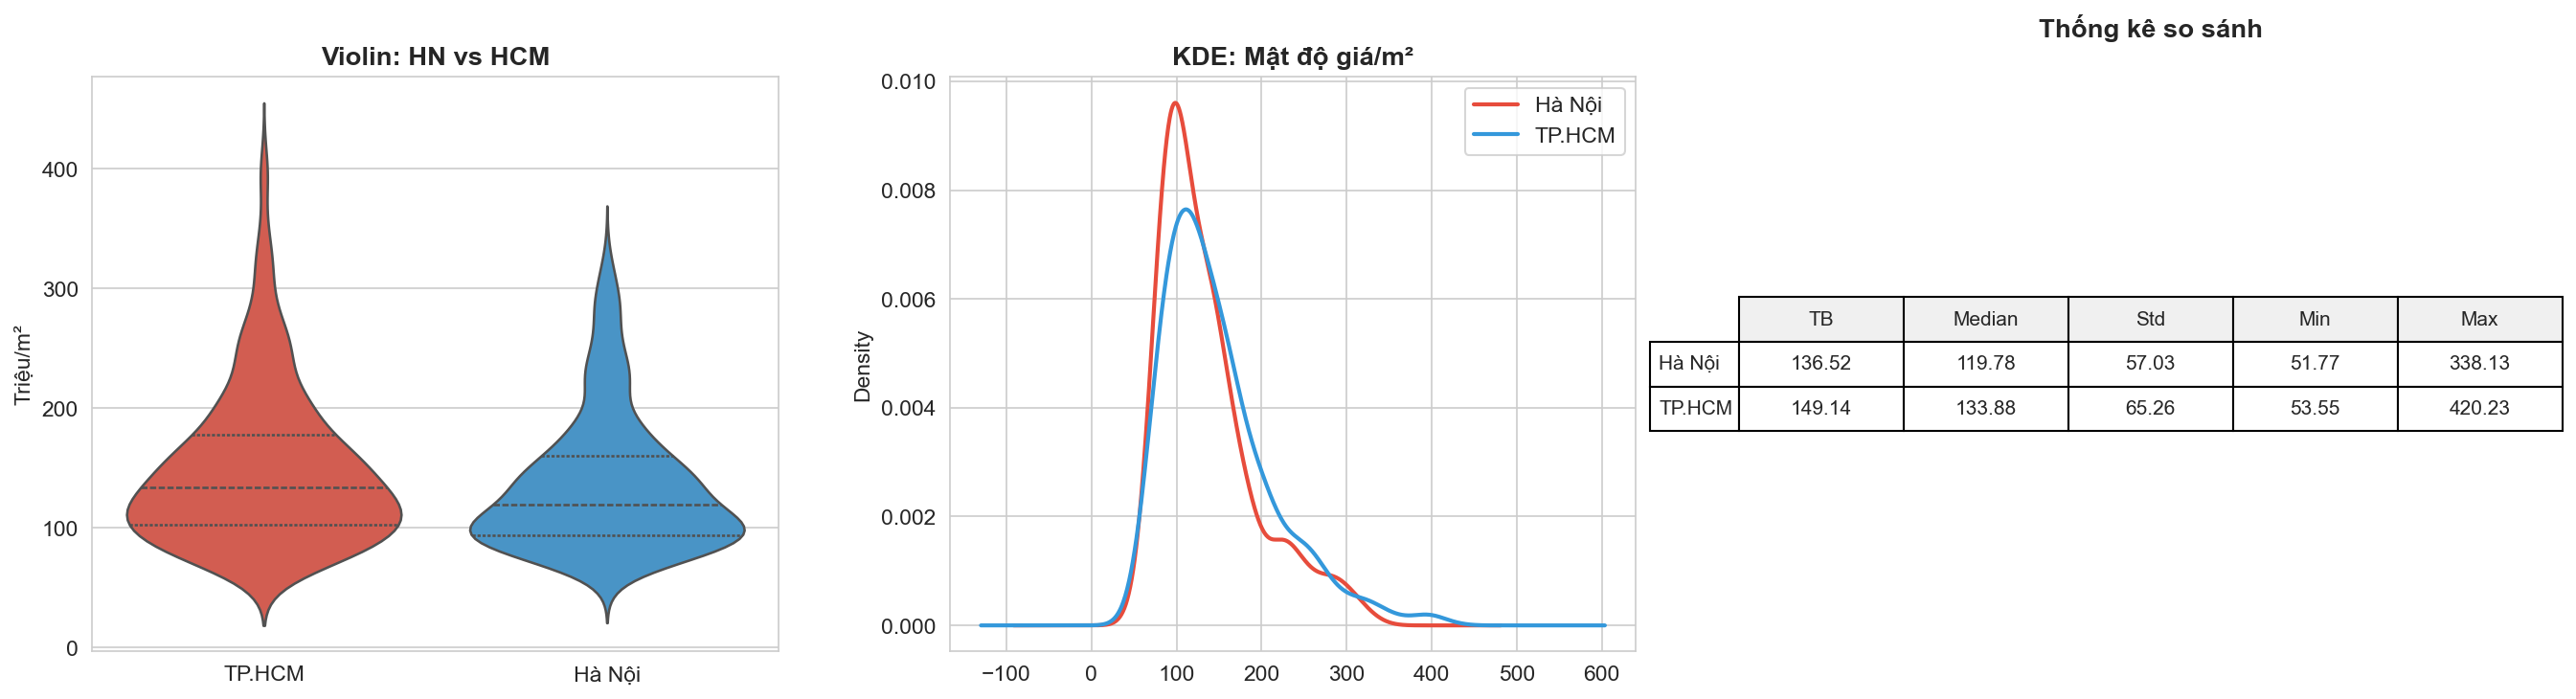 Violin: HN vs HCM
Triệu/m²
400
300
200
100
0
TP.HCM
Hà Nội
KDE: Mật độ giá/m²
Density
0.010
0.008
0.006
0.004
0.002
0.000
Hà Nội
TP.HCM
−100 0 100 200 300 400 500 600
Thống kê so sánh
TB Median Std Min Max
Hà Nội 136.52 119.78 57.03 51.77 338.13
TP.HCM 149.14 133.88 65.26 53.55 420.23